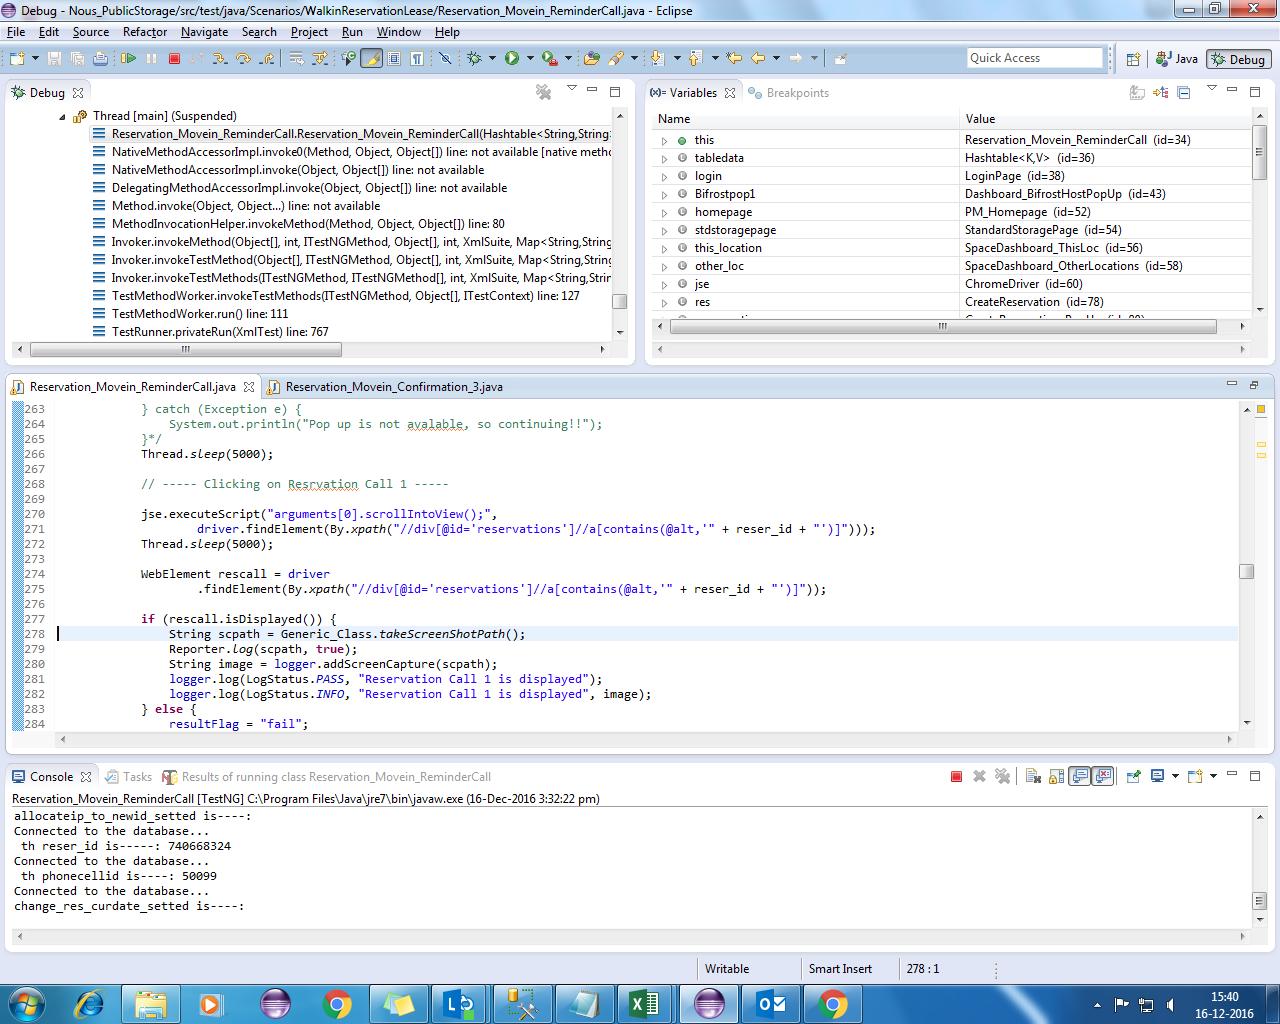 Debug - Nous_PublicStorage/src/test/java/Scenarios/WalkinReservationLease/Reservation_Movein_ReminderCall.java - Eclipse
File Edit Source Refactor Navigate Search Project Run Window Help
Quick Access Java Debug
Debug
Thread [main] (Suspended)
Reservation_Movein_ReminderCall.Reservation_Movein_ReminderCall(Hashtable<String,String>
NativeMethodAccessorImpl.invoke0(Method, Object, Object[]) line: not available [native metho
NativeMethodAccessorImpl.invoke(Object, Object[]) line: not available
DelegatingMethodAccessorImpl.invoke(Object, Object[]) line: not available
Method.invoke(Object, Object...) line: not available
MethodInvocationHelper.invokeMethod(Method, Object, Object[]) line: 80
Invoker.invokeMethod(Object[], int, ITestNGMethod, Object[], int, XmlSuite, Map<String,String
Invoker.invokeTestMethod(Object[], ITestNGMethod, Object[], int, XmlSuite, Map<String,String
Invoker.invokeTestMethods(ITestNGMethod, ITestNGMethod[], int, XmlSuite, Map<String,String
TestMethodWorker.invokeTestMethods(ITestNGMethod, Object[], ITestContext) line: 127
TestMethodWorker.run() line: 111
TestRunner.privateRun(XmlTest) line: 767
Variables Breakpoints
Name Value
this Reservation_Movein_ReminderCall (id=34)
tabledata Hashtable<K,V> (id=36)
login LoginPage (id=38)
Bifrostpop1 Dashboard_BifrostHostPopUp (id=43)
homepage PM_Homepage (id=52)
stdstoragepage StandardStoragePage (id=54)
this_location SpaceDashboard_ThisLoc (id=56)
other_loc SpaceDashboard_OtherLocations (id=58)
jse ChromeDriver (id=60)
res CreateReservation (id=78)
Reservation_Movein_ReminderCall.java Reservation_Movein_Confirmation_3.java
263 } catch (Exception e) {
264 System.out.println("Pop up is not avalable, so continuing!!");
265 }*/
266 Thread.sleep(5000);
267
268 // ----- Clicking on Resrvation Call 1 -----
269
270 jse.executeScript("arguments[0].scrollIntoView();",
271 driver.findElement(By.xpath("//div[@id='reservations']//a[contains(@alt,'" + reser_id + "')]")));
272 Thread.sleep(5000);
273
274 WebElement rescall = driver
275 .findElement(By.xpath("//div[@id='reservations']//a[contains(@alt,'" + reser_id + "')]"));
276
277 if (rescall.isDisplayed()) {
278 String scpath = Generic_Class.takeScreenShotPath();
279 Reporter.log(scpath, true);
280 String image = logger.addScreenCapture(scpath);
281 logger.log(LogStatus.PASS, "Reservation Call 1 is displayed");
282 logger.log(LogStatus.INFO, "Reservation Call 1 is displayed", image);
283 } else {
284 resultFlag = "fail";
Console Tasks Results of running class Reservation_Movein_ReminderCall
Reservation_Movein_ReminderCall [TestNG] C:\Program Files\Java\jre7\bin\javaw.exe (16-Dec-2016 3:32:22 pm)
allocateip_to_newid_setted is----:
Connected to the database...
th reser_id is-----: 740668324
Connected to the database...
th phonecellid is----: 50099
Connected to the database...
change_res_curdate_setted is----:
Writable Smart Insert 278 : 1
15:40
16-12-2016